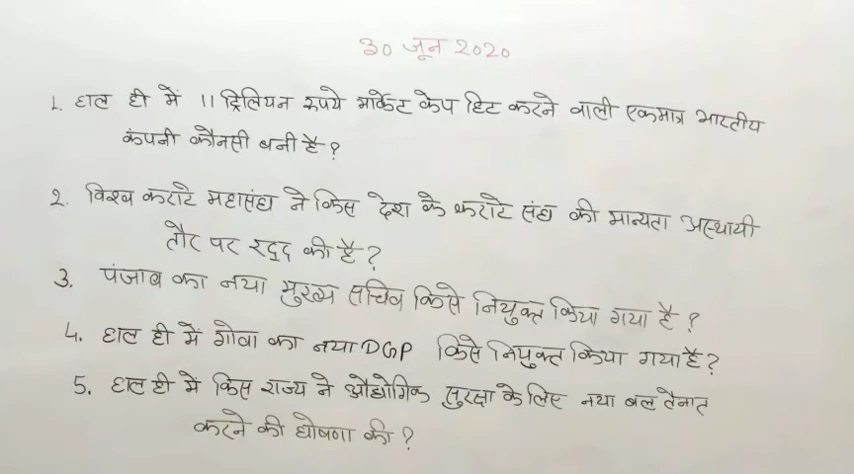 30 जून 2020
1. हाल ही में 11 ट्रिलियन रुपये मार्केट केप हिट करने वाली एकमात्र भारतीय
कंपनी कौनसी बनी है ?
2. विश्व कराटे महासंघ ने किस देश के कराटे संघ की मान्यता अस्थायी
तौर पर रद्द की है ?
3. पंजाब का नया मुख्य सचिव किसे नियुक्त किया गया है ?
4. हाल ही में गोवा का नया DGP किसे नियुक्त किया गया है ?
5. हाल ही में किस राज्य ने औद्योगिक सुरक्षा के लिए नया बल तैनात
करने की घोषणा की ?